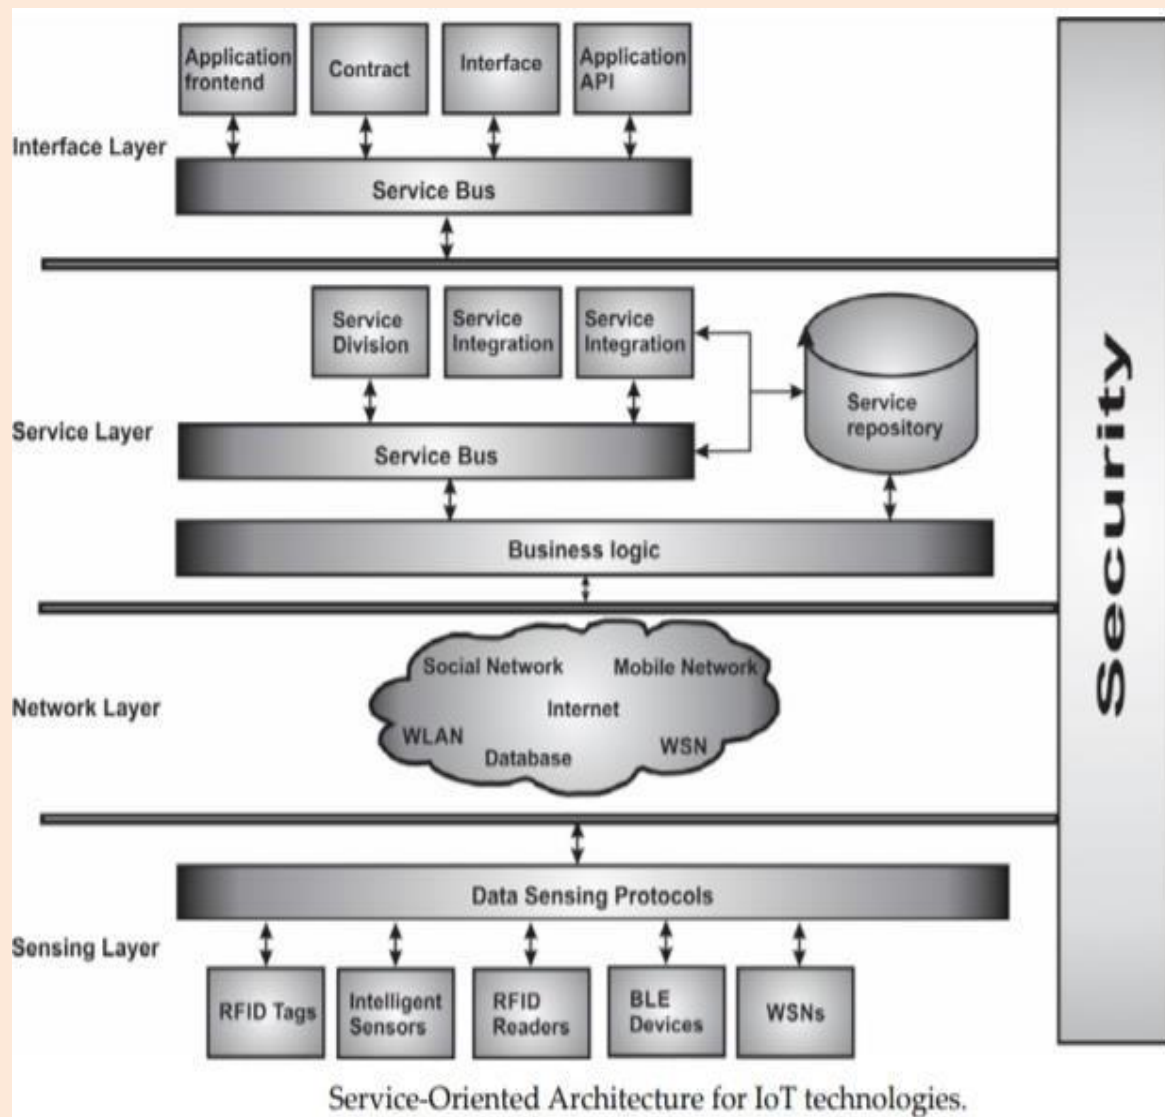 Application
frontend
Contract
Interface
Application
API
Interface Layer
Service Bus
Service
Division
Service
Integration
Service
Integration
Service
repository
Service Layer
Service Bus
Business logic
Social Network
Mobile Network
Internet
Network Layer
WLAN
WSN
Database
Data Sensing Protocols
Sensing Layer
RFID Tags
Intelligent
Sensors
RFID
Readers
BLE
Devices
WSNs
Security
Service-Oriented Architecture for IoT technologies.